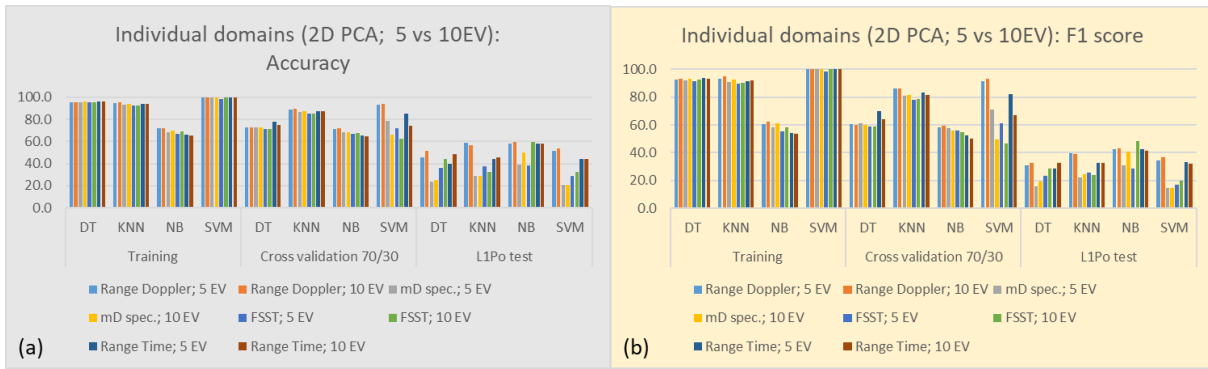 Individual domains (2D PCA; 5 vs 10EV):
Accuracy
100.0
80.0
60.0
40.0
20.0
0.0
DT KNN NB SVM DT KNN NB SVM DT KNN NB SVM
Training Cross validation 70/30 L1Po test
Range Doppler; 5 EV Range Doppler; 10 EV mD spec.; 5 EV
mD spec.; 10 EV FSST; 5 EV FSST; 10 EV
Range Time; 5 EV Range Time; 10 EV
(a)
Individual domains (2D PCA; 5 vs 10EV): F1 score
100.0
80.0
60.0
40.0
20.0
0.0
DT KNN NB SVM DT KNN NB SVM DT KNN NB SVM
Training Cross validation 70/30 L1Po test
Range Doppler; 5 EV Range Doppler; 10 EV mD spec.; 5 EV
mD spec.; 10 EV FSST; 5 EV FSST; 10 EV
Range Time; 5 EV Range Time; 10 EV
(b)